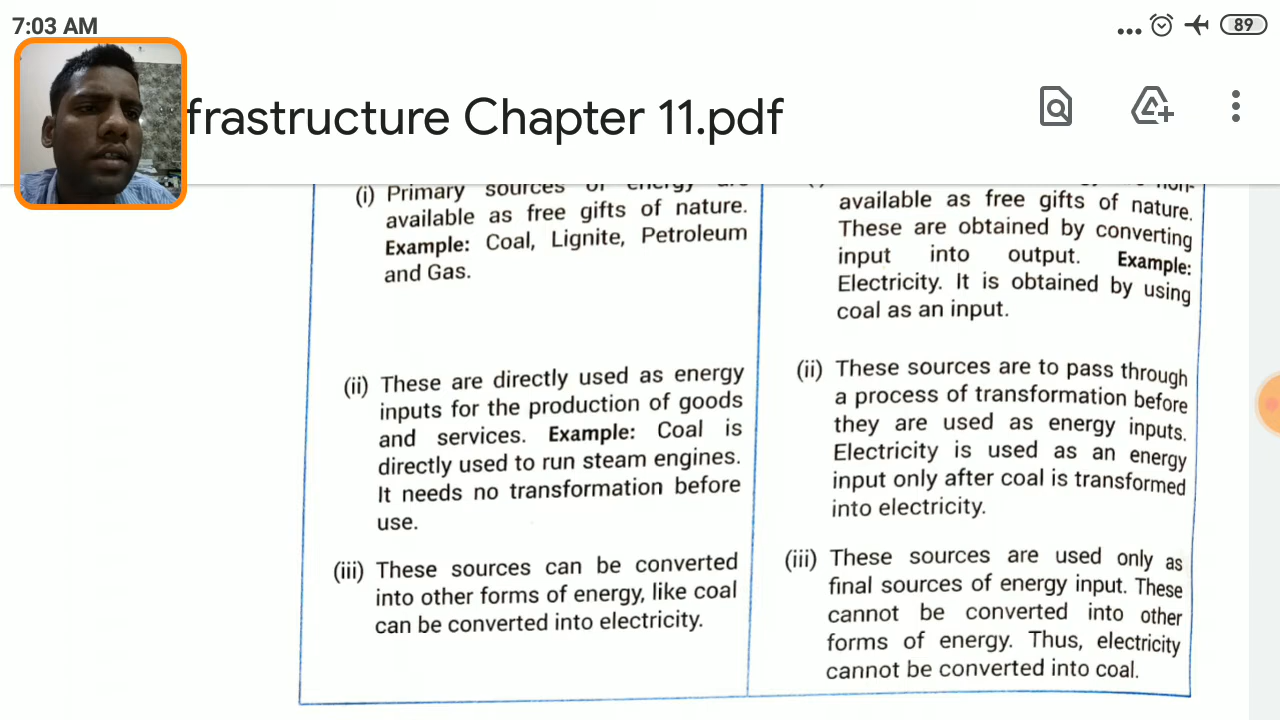 7:03 AM
89
frastructure Chapter 11.pdf
(i) Primary sources of energy are
available as free gifts of nature.
Example: Coal, Lignite, Petroleum
and Gas.
(ii) These are directly used as energy
inputs for the production of goods
and services. Example: Coal is
directly used to run steam engines.
It needs no transformation before
use.
(iii) These sources can be converted
into other forms of energy, like coal
can be converted into electricity.
non-
available as free gifts of nature.
These are obtained by converting
input into output. Example:
Electricity. It is obtained by using
coal as an input.
(ii) These sources are to pass through
a process of transformation before
they are used as energy inputs.
Electricity is used as an energy
input only after coal is transformed
into electricity.
(iii) These sources are used only as
final sources of energy input. These
cannot be converted into other
forms of energy. Thus, electricity
cannot be converted into coal.